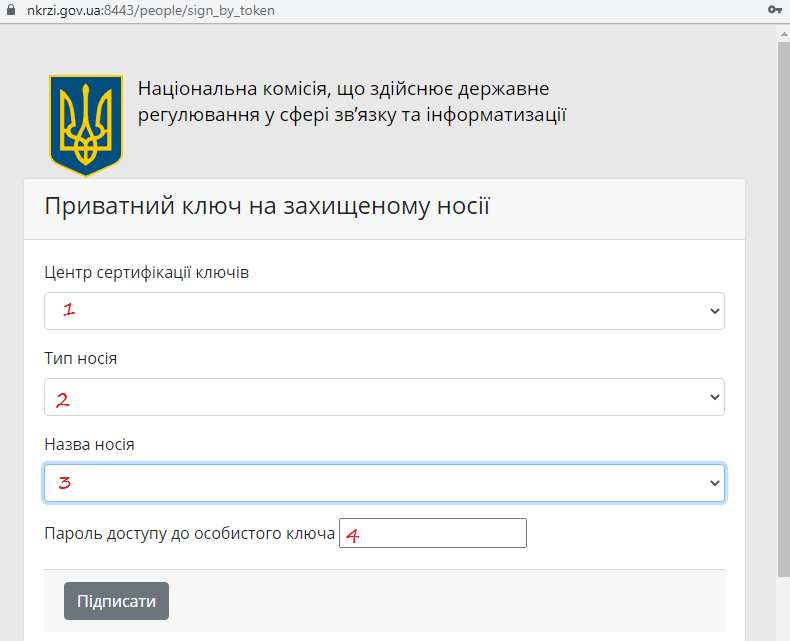 nkrzi.gov.ua:8443/people/sign_by_token
Національна комісія, що здійснює державне
регулювання у сфері зв’язку та інформатизації
Приватний ключ на захищеному носії
Центр сертифікації ключів
1
Тип носія
2
Назва носія
3
Пароль доступу до особистого ключа 4
Підписати